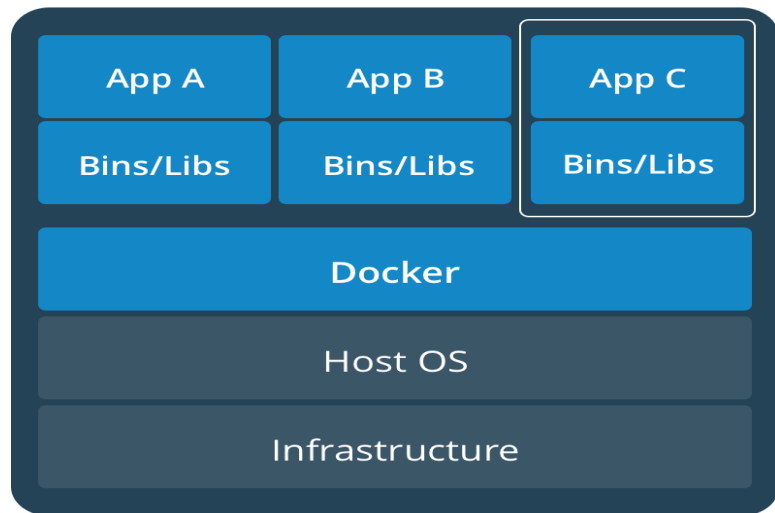 App A App B App C
Bins/Libs Bins/Libs Bins/Libs
Docker
Host OS
Infrastructure